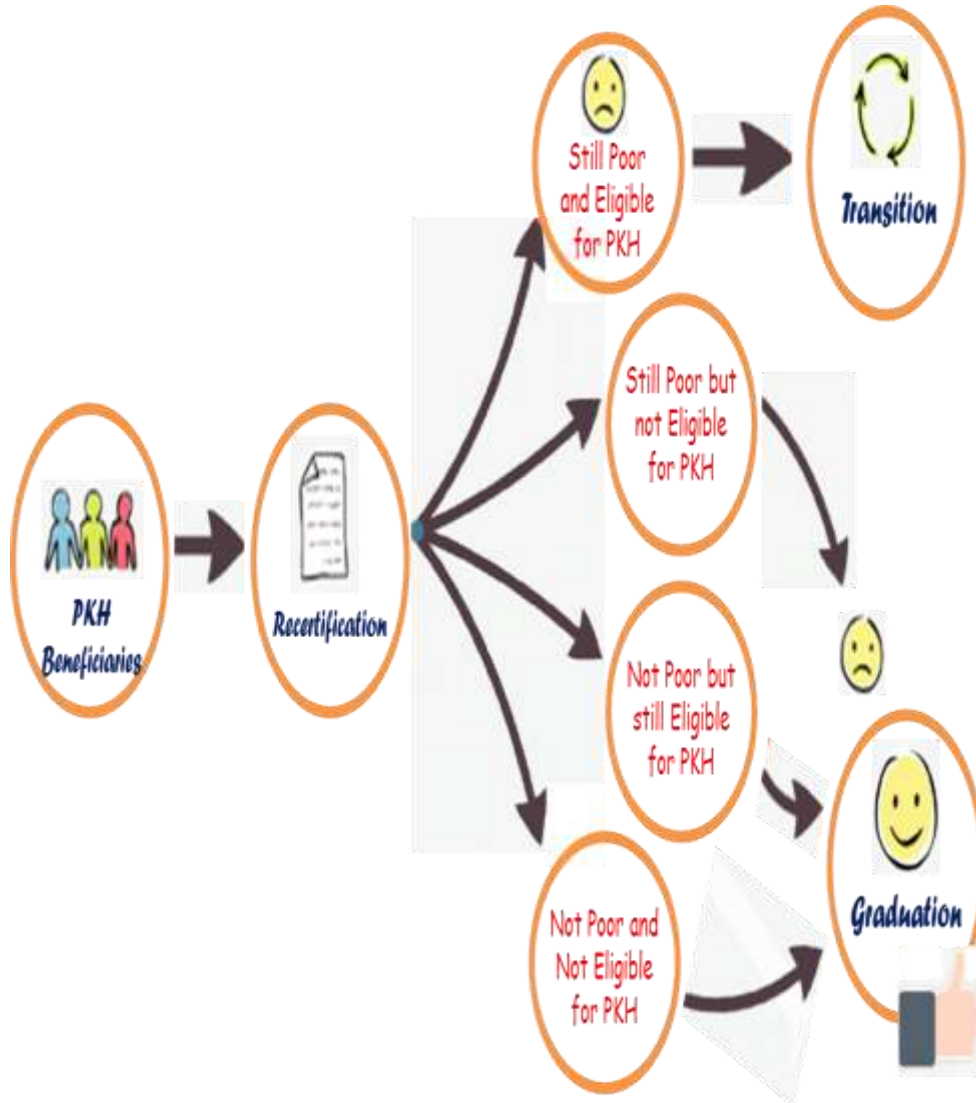 Still Poor
and Eligible
for PKH
Transition
Still Poor but
not Eligible
for PKH
PKH
Beneficiaries
Recertification
Not Poor but
still Eligible
for PKH
Graduation
Not Poor and
Not Eligible
for PKH